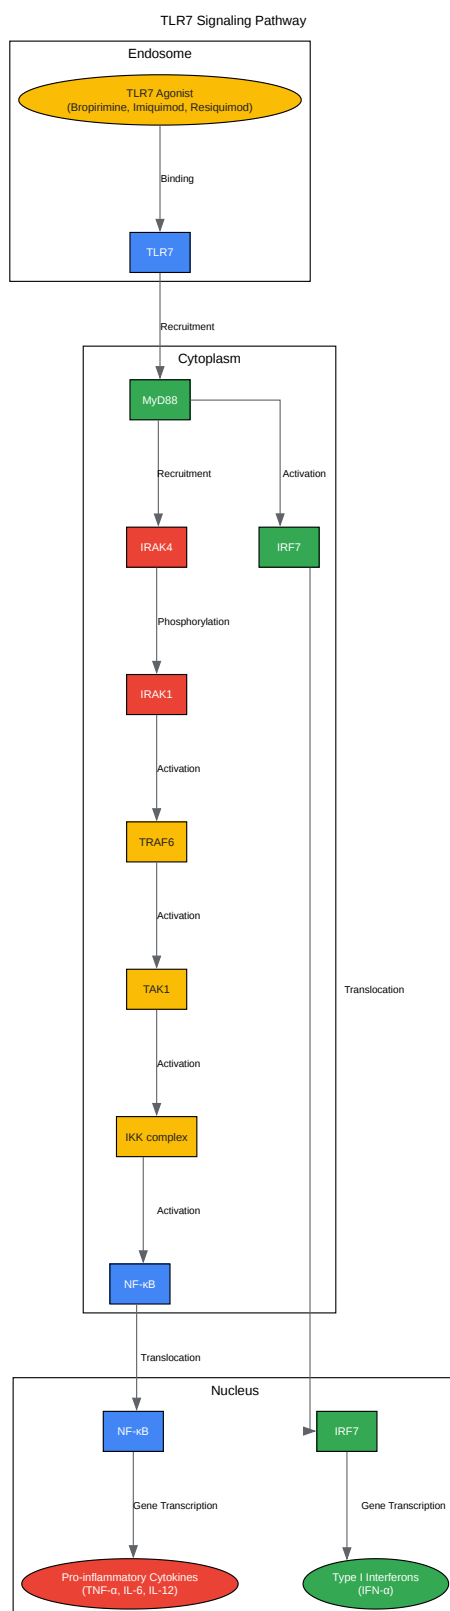 TLR7 Signaling Pathway
Endosome
TLR7 Agonist
(Bropirimine, Imiquimod, Resiquimod)
Binding
TLR7
Recruitment
Cytoplasm
MyD88
Recruitment
Activation
IRAK4
IRF7
Phosphorylation
IRAK1
Activation
TRAF6
Activation
TAK1
Translocation
Activation
IKK complex
Activation
NF-κB
Translocation
Nucleus
NF-κB
IRF7
Gene Transcription
Gene Transcription
Pro-inflammatory Cytokines
(TNF-α, IL-6, IL-12)
Type I Interferons
(IFN-α)